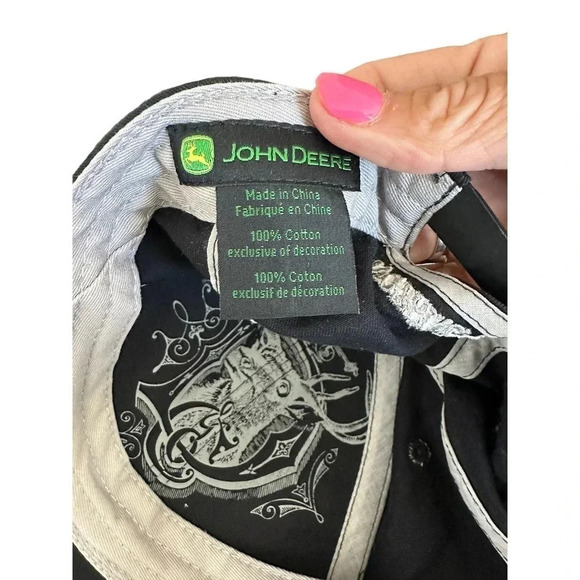 JOHN DEERE
Made in China
Fabriqué en Chine
100% Cotton
exclusive of decoration
100% Coton
exclusif de décoration